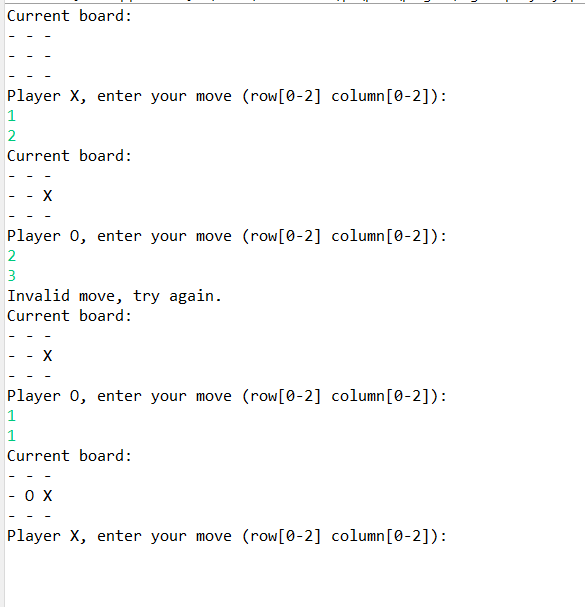 Current board:
- - -
- - -
- - -
Player X, enter your move (row[0-2] column[0-2]):
1
2
Current board:
- - -
- - X
- - -
Player O, enter your move (row[0-2] column[0-2]):
2
3
Invalid move, try again.
Current board:
- - -
- - X
- - -
Player O, enter your move (row[0-2] column[0-2]):
1
1
Current board:
- - -
- O X
- - -
Player X, enter your move (row[0-2] column[0-2]):